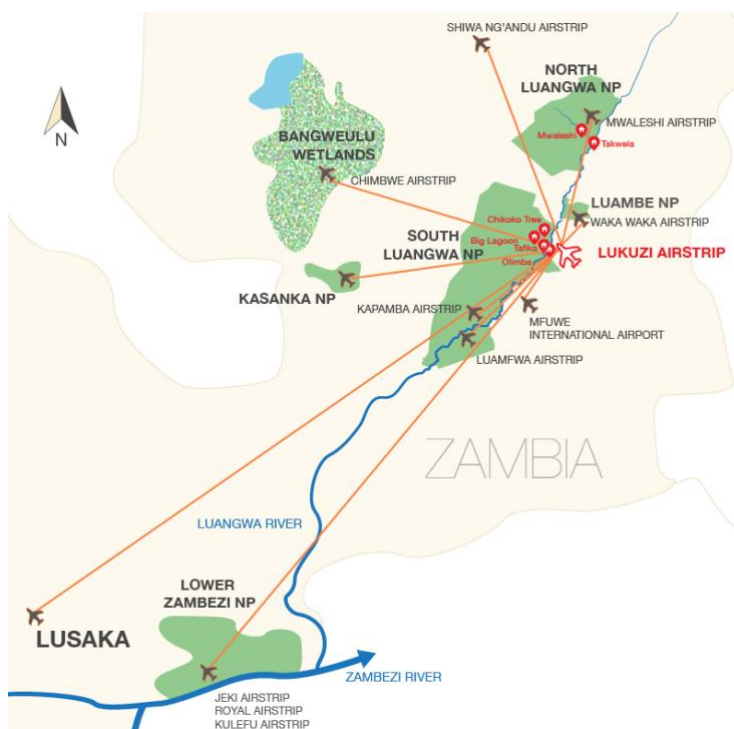 SHIWA NG'ANDU AIRSTRIP
NORTH
LUANGWA NP
MWALESHI AIRSTRIP
Mwaleshi
Takwela
N
BANGWEULU
WETLANDS
CHIMBWE AIRSTRIP
LUAMBE NP
WAKA WAKA AIRSTRIP
Chikoko Tree
SOUTH
LUANGWA NP
Big Lagoon
Tafika
Olimba
LUKUZI AIRSTRIP
KASANKA NP
KAPAMBA AIRSTRIP
MFUWE
INTERNATIONAL AIRPORT
LUAMFWA AIRSTRIP
ZAMBIA
LUANGWA RIVER
LOWER
ZAMBEZI NP
LUSAKA
ZAMBEZI RIVER
JEKI AIRSTRIP
ROYAL AIRSTRIP
KULEFU AIRSTRIP